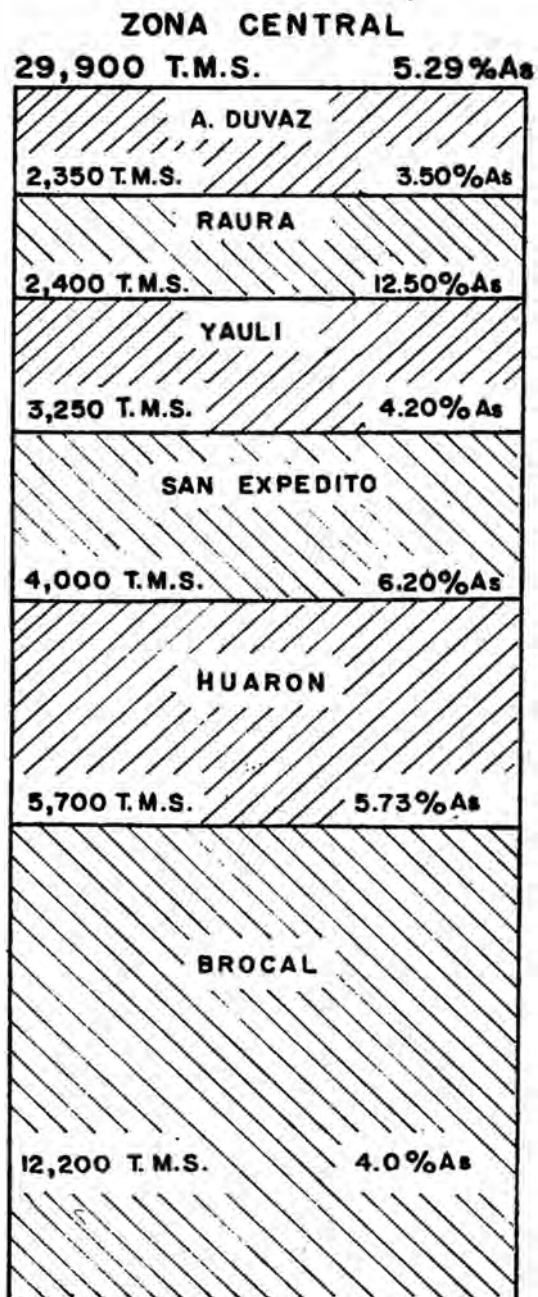 ZONA CENTRAL
29,900 T.M.S. 5.29%As
A. DUVAZ
2,350 T.M.S. 3.50%As
RAURA
2,400 T.M.S. 12.50%As
YAULI
3,250 T.M.S. 4.20%As
SAN EXPEDITO
4,000 T.M.S. 6.20%As
HUARON
5,700 T.M.S. 5.73%As
BROCAL
12,200 T.M.S. 4.0%As